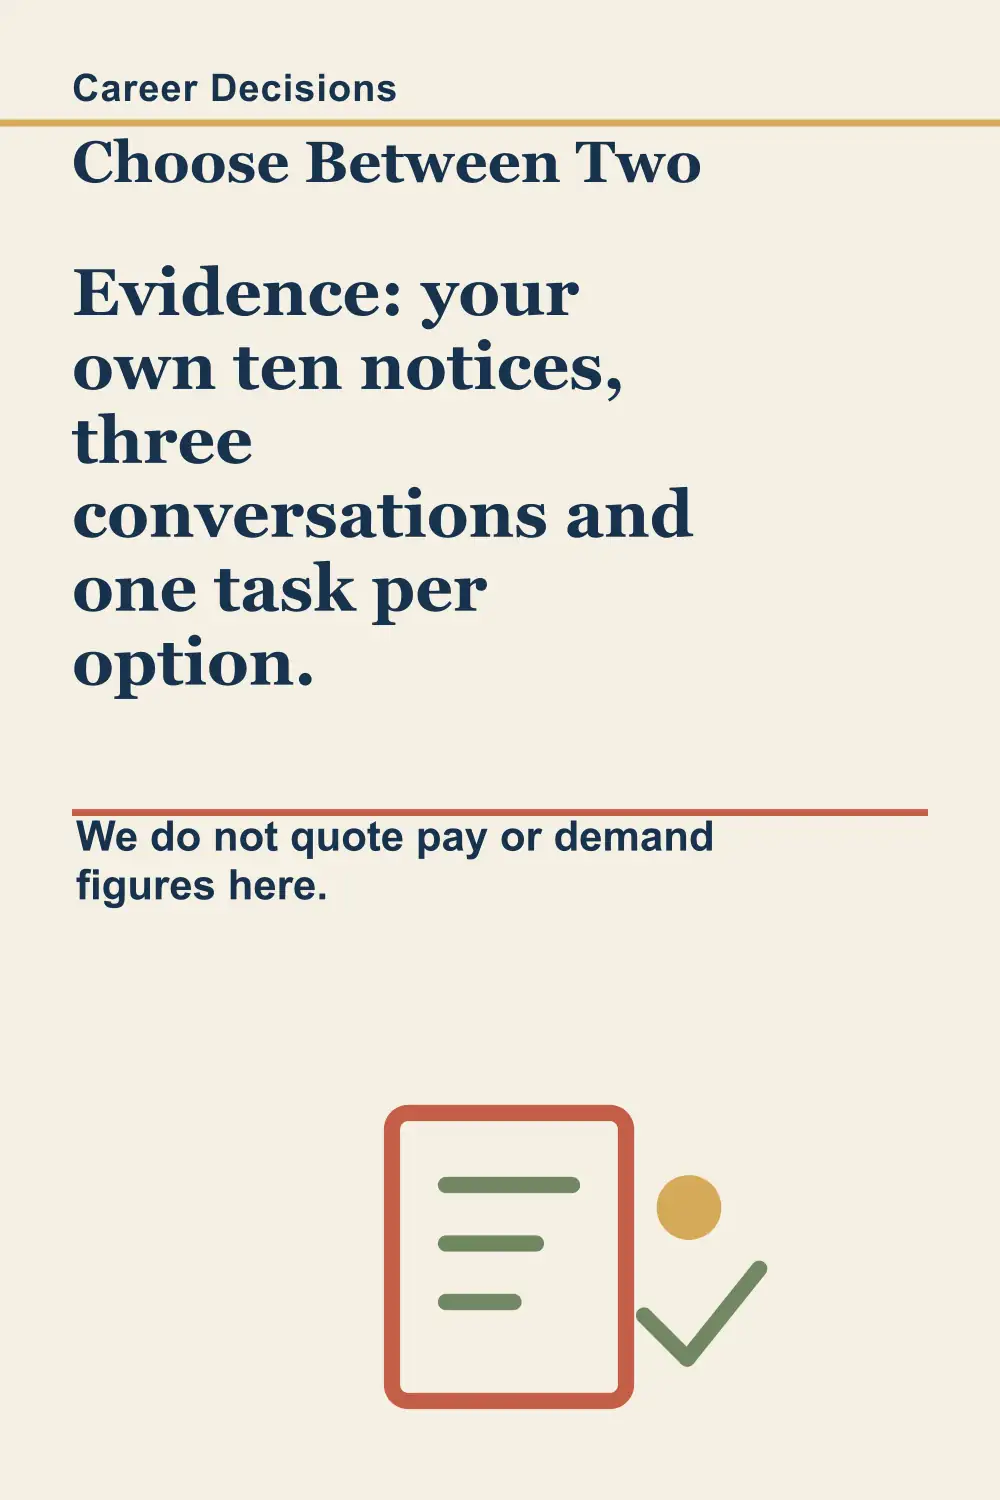 Career Decisions
Choose Between Two
Evidence: your
own ten notices,
three
conversations and
one task per
option.
We do not quote pay or demand
figures here.